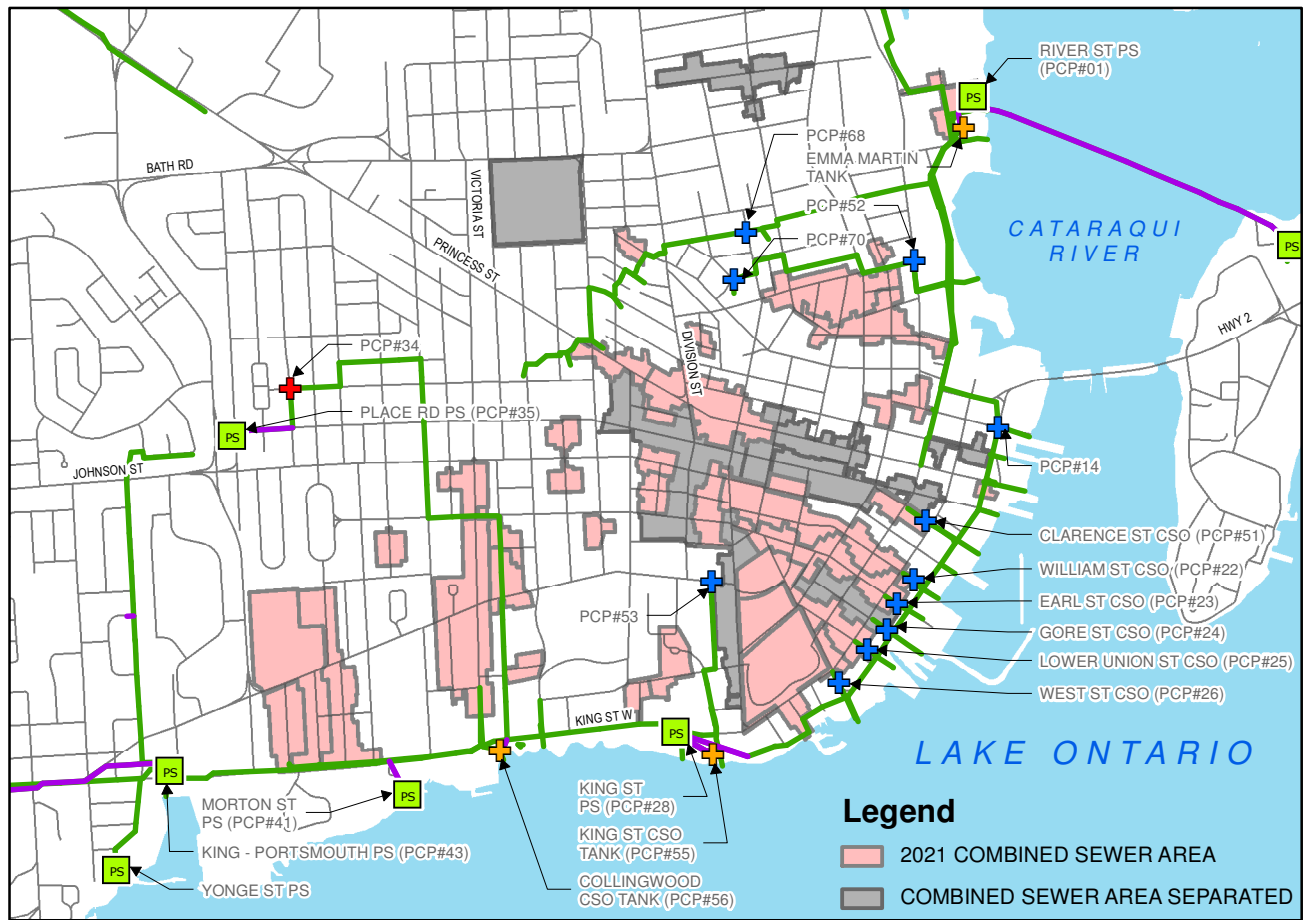 RIVER ST PS
(PCP#01)
PS
PCP#68
EMMA MARTIN
TANK
BATH RD
VICTORIA ST
PCP#52
CATARAQUI
RIVER
PCP#70
PRINCESS ST
PS
HWY 2
DIVISION ST
PCP#34
PLACE RD PS (PCP#35)
PS
JOHNSON ST
PCP#14
CLARENCE ST CSO (PCP#51)
WILLIAM ST CSO (PCP#22)
EARL ST CSO (PCP#23)
PCP#53
GORE ST CSO (PCP#24)
LOWER UNION ST CSO (PCP#25)
WEST ST CSO (PCP#26)
KING ST W
PS
LAKE ONTARIO
PS
PS
MORTON ST
PS (PCP#41)
KING - PORTSMOUTH PS (PCP#43)
PS
YONGE ST PS
KING ST
PS (PCP#28)
KING ST CSO
TANK (PCP#55)
COLLINGWOOD
CSO TANK (PCP#56)
Legend
2021 COMBINED SEWER AREA
COMBINED SEWER AREA SEPARATED